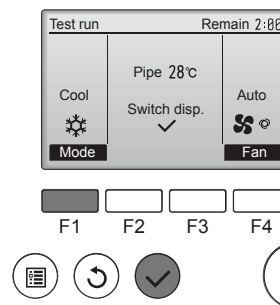 Test run Remain 2:00
Pipe 28℃
Cool Auto
Switch disp.
Mode Fan
F1 F2 F3 F4